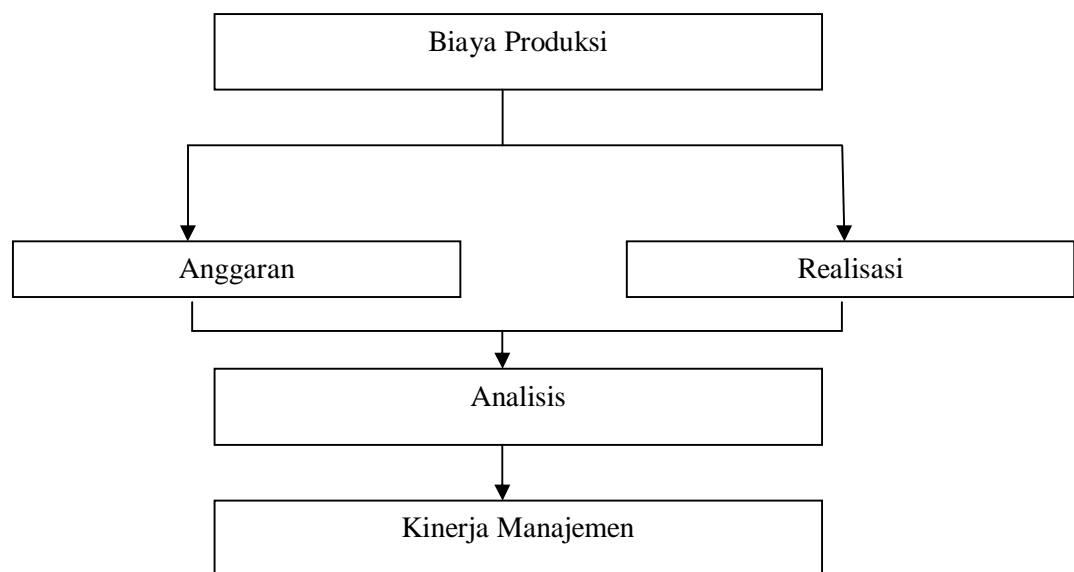 Biaya Produksi
Anggaran
Realisasi
Analisis
Kinerja Manajemen